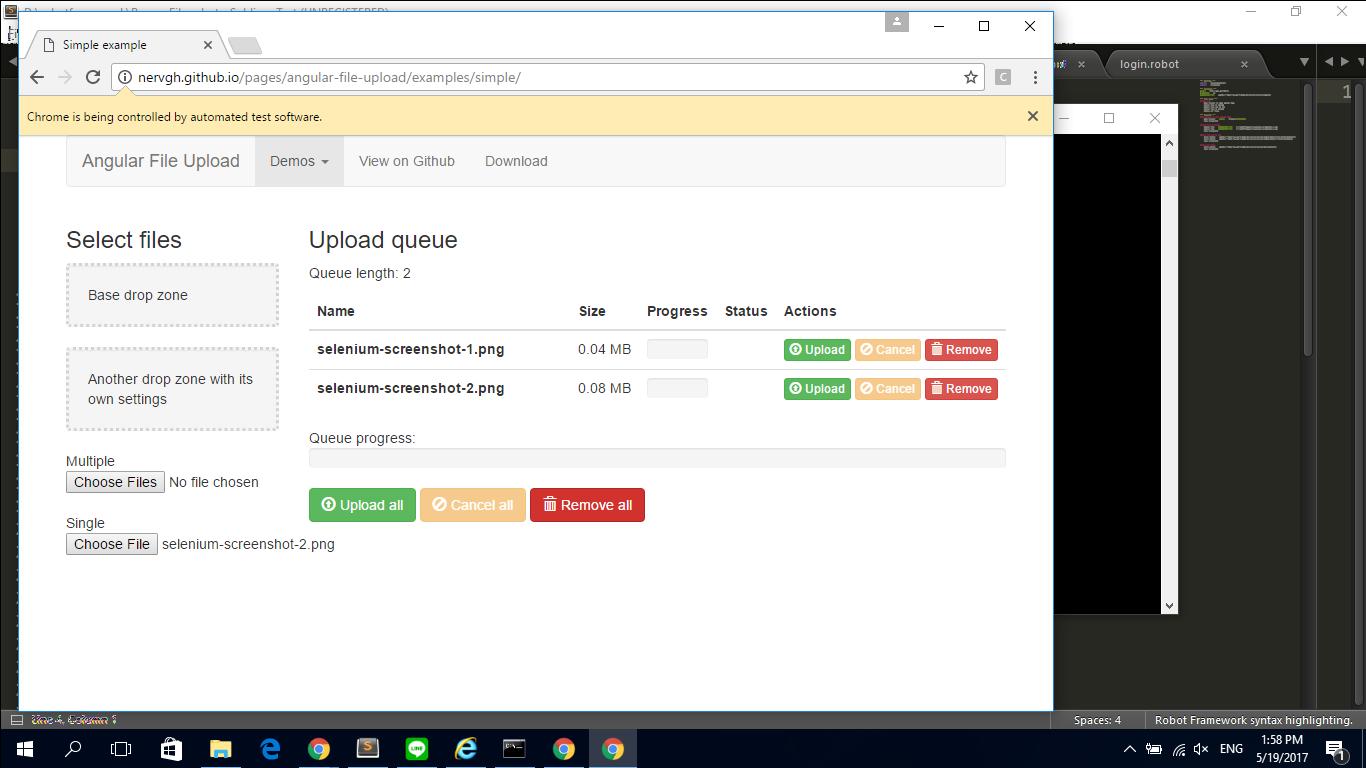 Simple example
nervgh.github.io/pages/angular-file-upload/examples/simple/
C
Chrome is being controlled by automated test software.
Angular File Upload
Demos
View on Github
Download
Select files
Base drop zone
Another drop zone with its
own settings
Multiple
Choose Files No file chosen
Single
Choose File selenium-screenshot-2.png
Upload queue
Queue length: 2
Name Size Progress Status Actions
selenium-screenshot-1.png 0.04 MB Upload Cancel Remove
selenium-screenshot-2.png 0.08 MB Upload Cancel Remove
Queue progress:
Upload all Cancel all Remove all
login.robot
1
Line 4, Column 1
Spaces: 4
Robot Framework syntax highlighting.
LINE
ENG
1:58 PM
5/19/2017
1